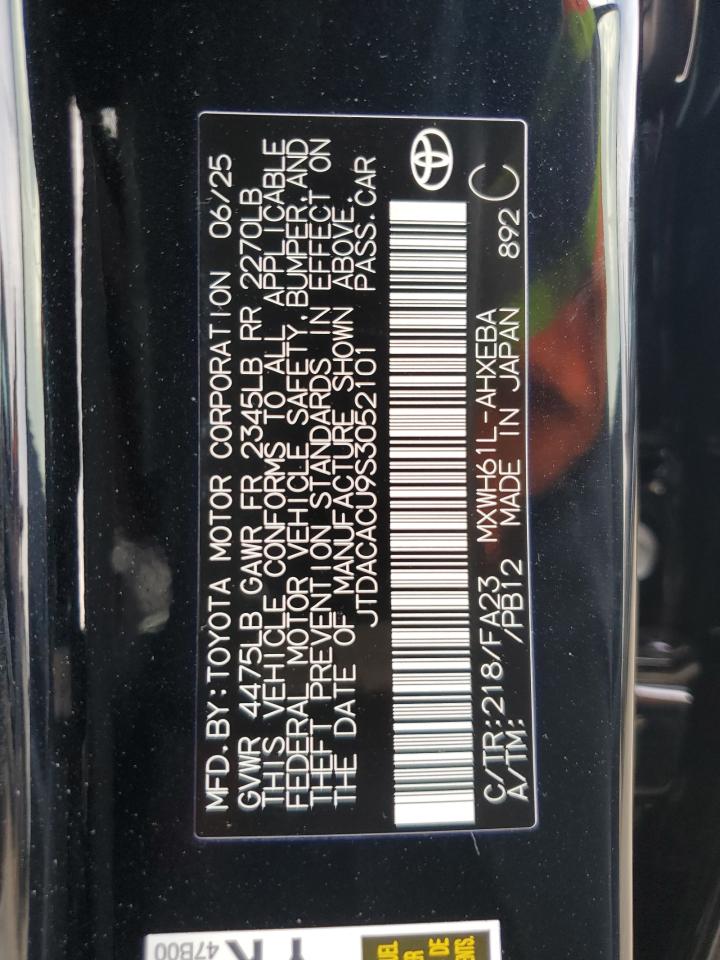 MFD.BY:TOYOTA MOTOR CORPORATION 06/25
GVWR 4475LB GAWR FR 2345LB RR 2270LB
THIS VEHICLE CONFORMS TO ALL APPLICABLE
FEDERAL MOTOR VEHICLE SAFETY,BUMPER,AND
THEFT PREVENTION STANDARDS IN EFFECT ON
THE DATE OF MANUFACTURE SHOWN ABOVE.
JTDACACU9S3052101 PASS.CAR
C/TR:218/FA23 MXWH61L-AHXEBA
A/TM: /PB12 MADE IN JAPAN 892 C
47B00
DE